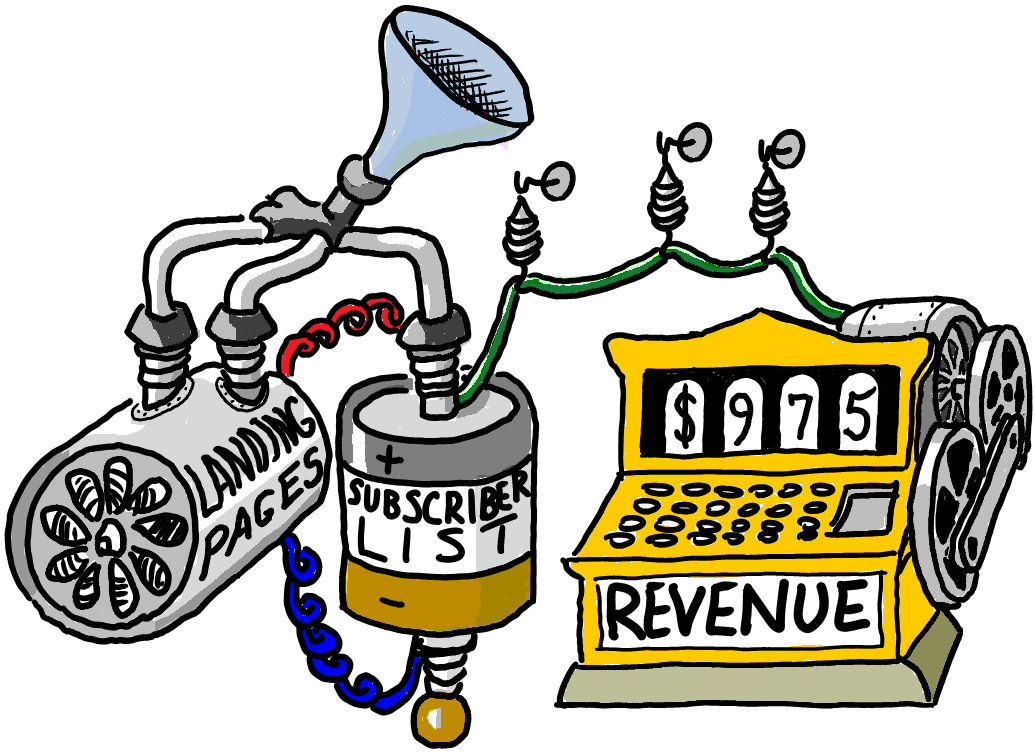 LANDING
PAGES
+
SUBSCRIBER
LIST
-
$975
REVENUE